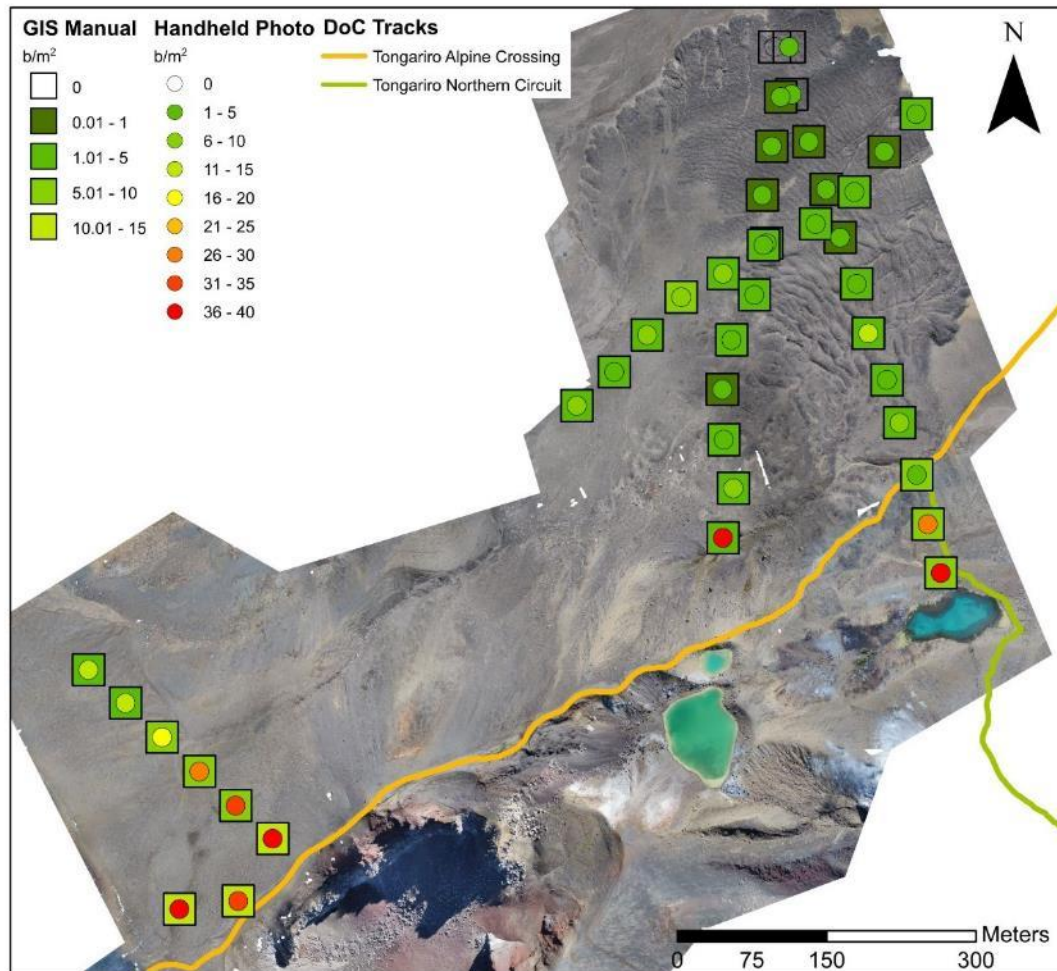 GIS Manual
b/m²
0
0.01 - 1
1.01 - 5
5.01 - 10
10.01 - 15
Handheld Photo
b/m²
0
1 - 5
6 - 10
11 - 15
16 - 20
21 - 25
26 - 30
31 - 35
36 - 40
DoC Tracks
Tongariro Alpine Crossing
Tongariro Northern Circuit
N
Meters
0 75 150 300